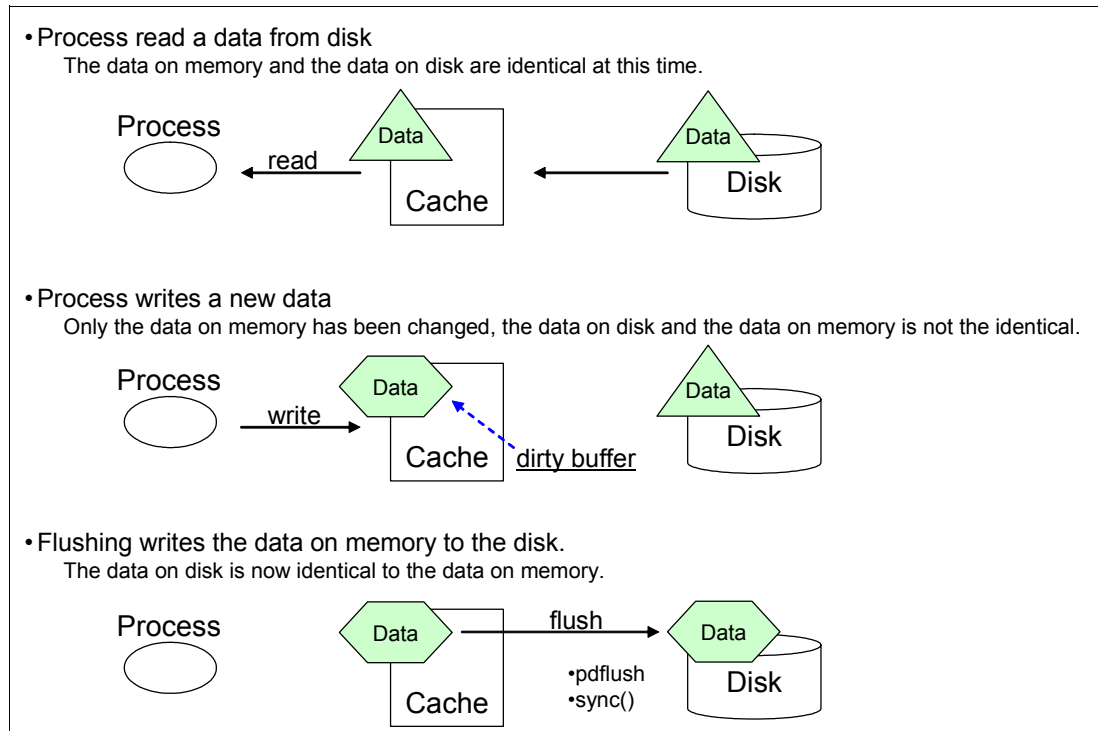 •Process read a data from disk
The data on memory and the data on disk are identical at this time.
Process
read
Data
Cache
Data
Disk
•Process writes a new data
Only the data on memory has been changed, the data on disk and the data on memory is not the identical.
Process
write
Data
Cache
dirty buffer
Data
Disk
•Flushing writes the data on memory to the disk.
The data on disk is now identical to the data on memory.
Process
Data
Cache
flush
•pdflush
•sync()
Data
Disk